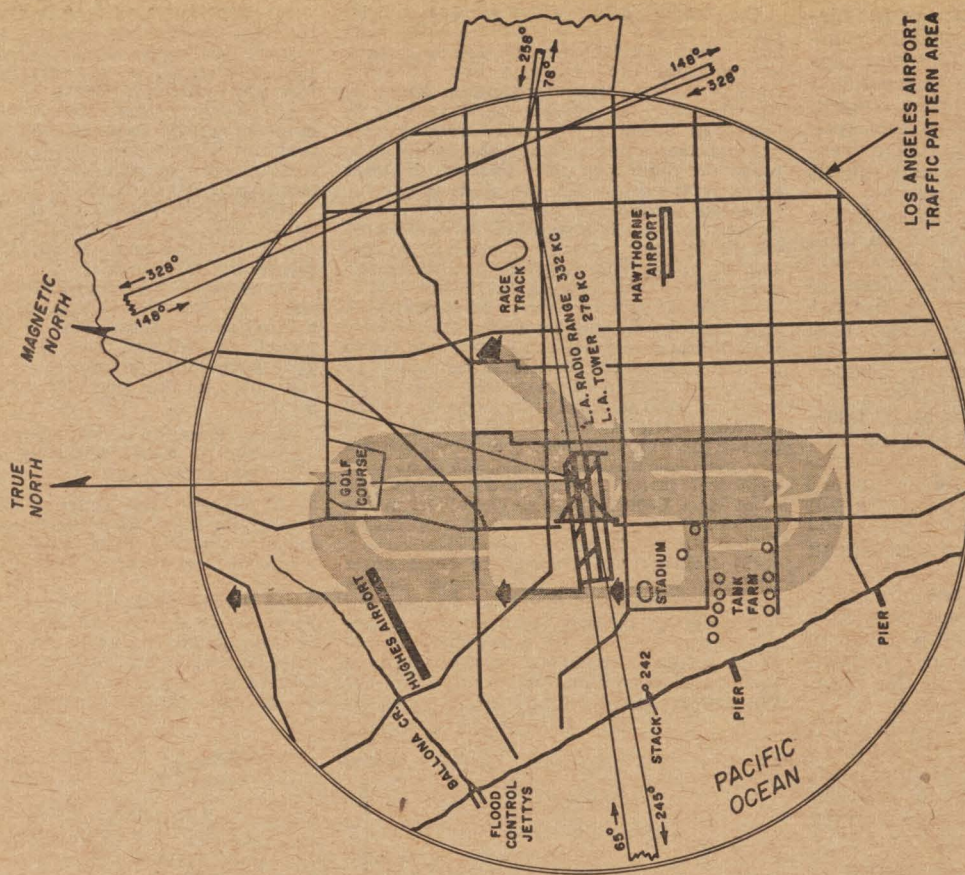 TRUE
NORTH
MAGNETIC
NORTH
328°
148°
258°
78°
148°
328°
LOS ANGELES AIRPORT
TRAFFIC PATTERN AREA
GOLF
COURSE
RACE
TRACK
HUGHES AIRPORT
BALLONA CR.
FLOOD
CONTROL
JETTYS
L.A. RADIO RANGE 332 KC
L.A. TOWER 278 KC
HAWTHORNE
AIRPORT
STADIUM
TANK
FARM
65°
245°
STACK
242
PIER
PIER
PACIFIC
OCEAN